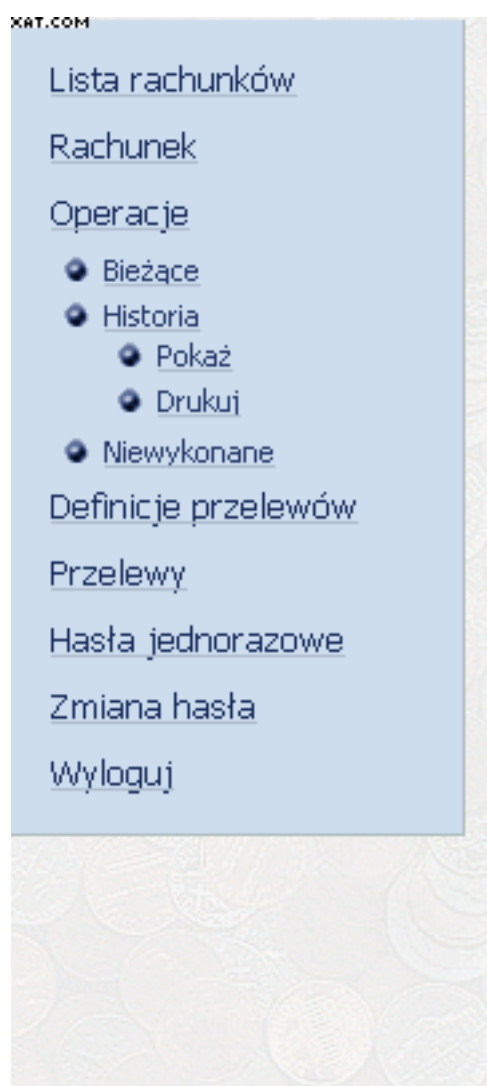 XAT.COM
Lista rachunków
Rachunek
Operacje
Bieżące
Historia
Pokaż
Drukuj
Niewykonane
Definicje przelewów
Przelewy
Hasła jednorazowe
Zmiana hasła
Wyloguj